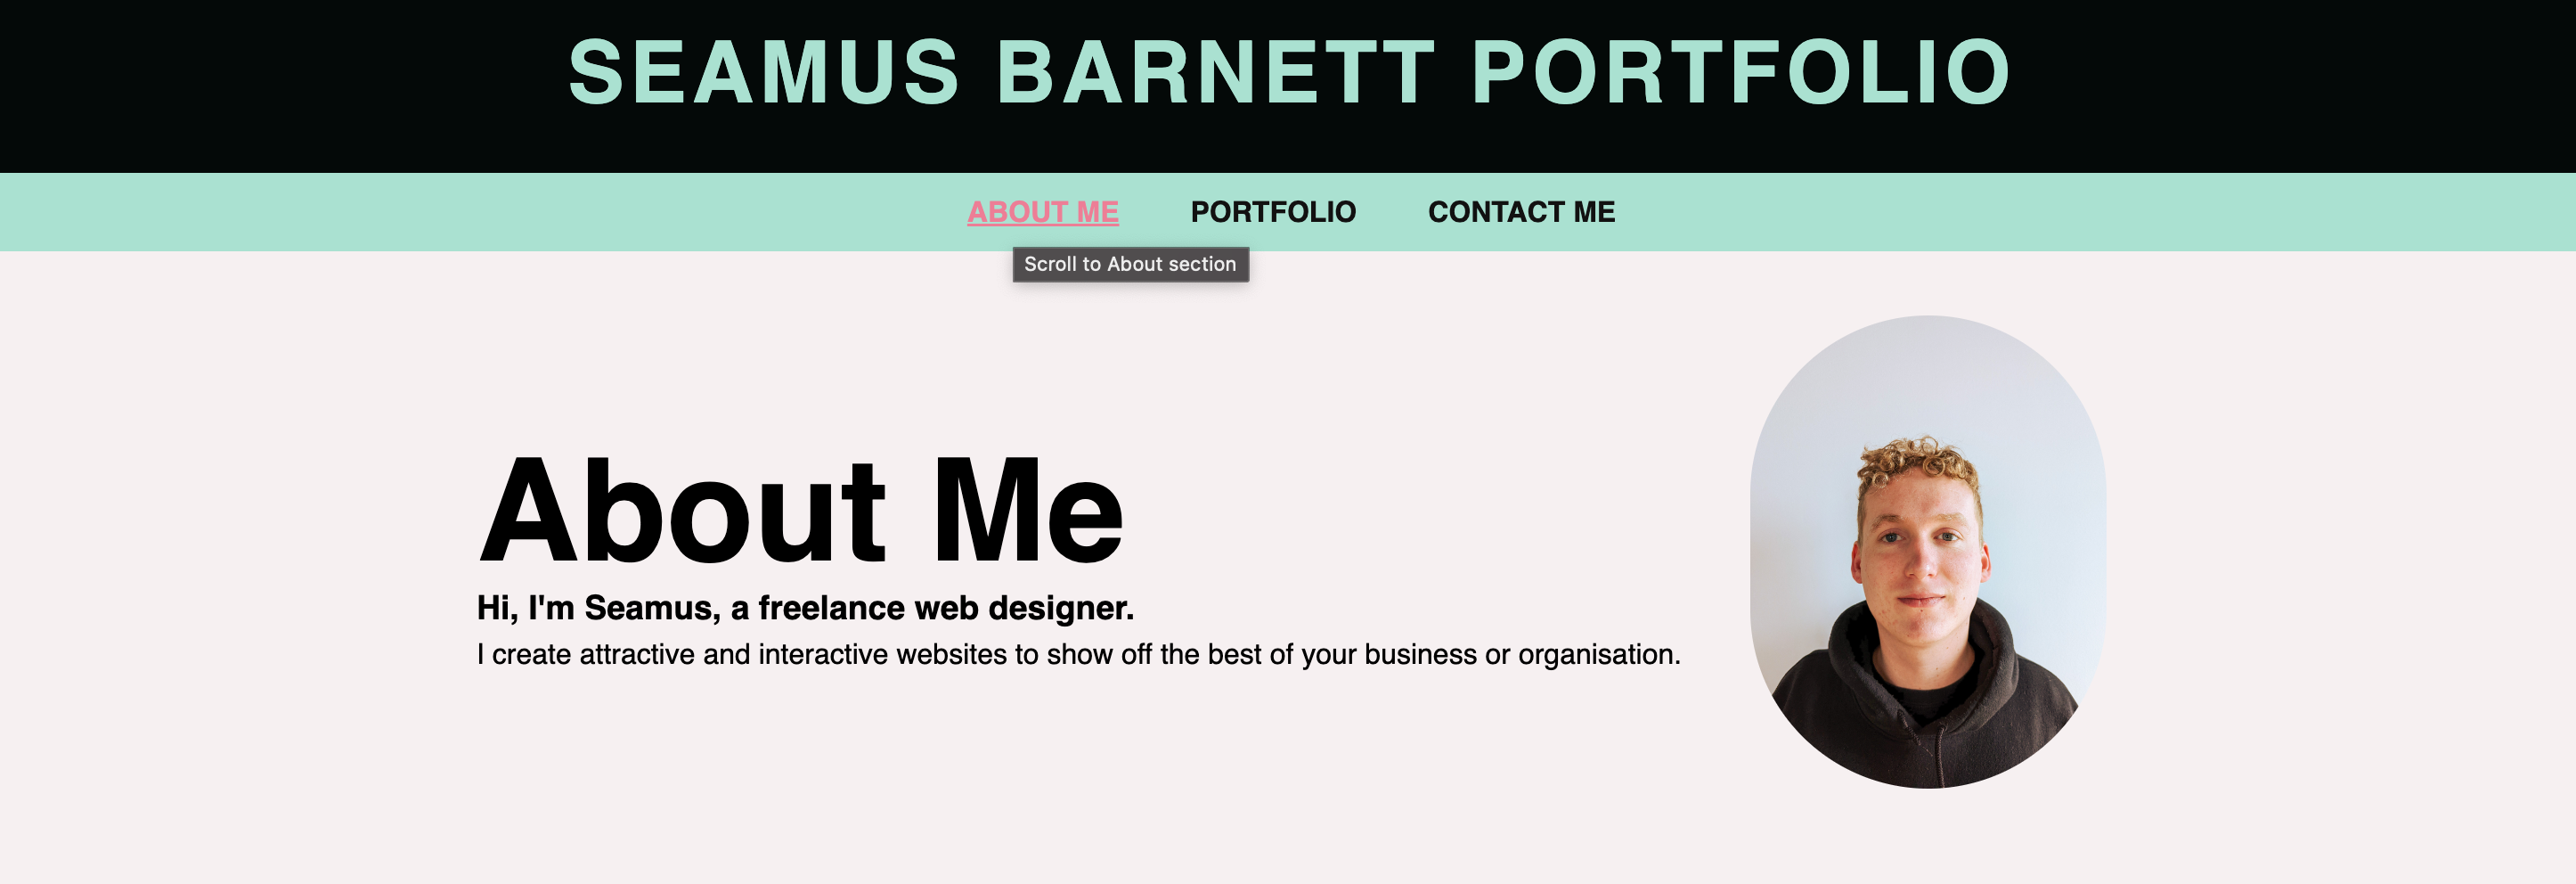 SEAMUS BARNETT PORTFOLIO
ABOUT ME PORTFOLIO CONTACT ME
Scroll to About section
About Me
Hi, I'm Seamus, a freelance web designer.
I create attractive and interactive websites to show off the best of your business or organisation.